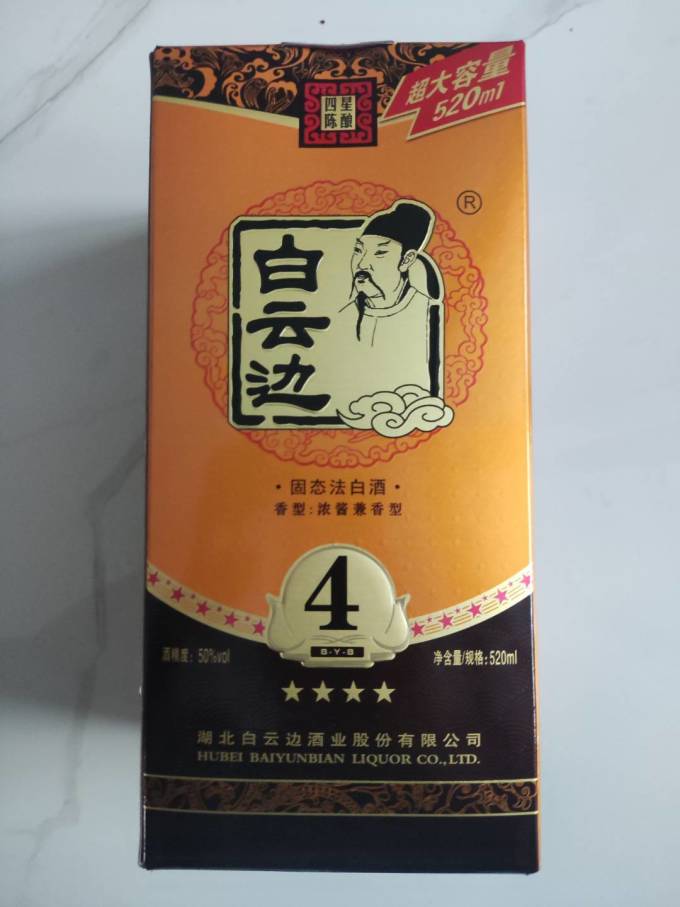 四星
陈酿
超大容量
520ml
®
白云边
·固态法白酒·
香型:浓酱兼香型
4
B-Y-B
酒精度: 50%vol
净含量/规格:520ml
★★★★
湖北白云边酒业股份有限公司
HUBEI BAIYUNBIAN LIQUOR CO.,LTD.